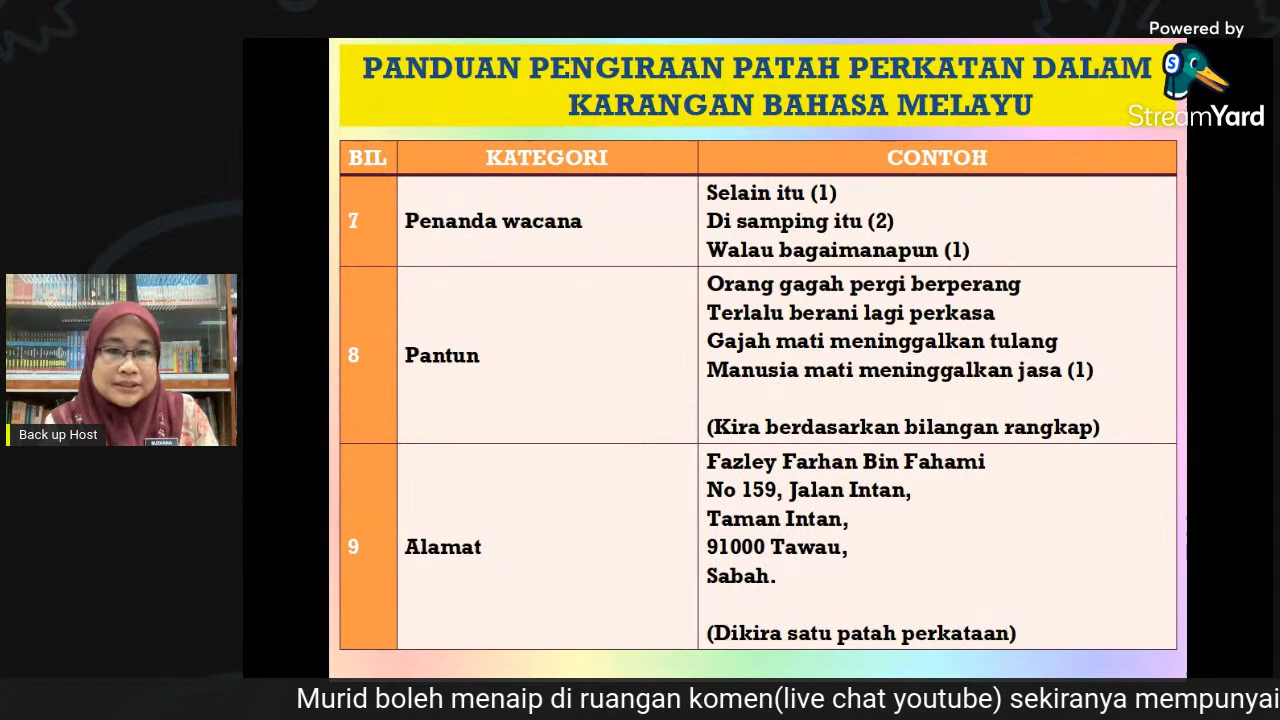 Powered by
StreamYard
PANDUAN PENGIRAAN PATAH PERKATAN DALAM
KARANGAN BAHASA MELAYU
BIL KATEGORI CONTOH
7 Penanda wacana
Selain itu (1)
Di samping itu (2)
Walau bagaimanapun (1)
8 Pantun
Orang gagah pergi berperang
Terlalu berani lagi perkasa
Gajah mati meninggalkan tulang
Manusia mati meninggalkan jasa (1)
(Kira berdasarkan bilangan rangkap)
9 Alamat
Fazley Farhan Bin Fahami
No 159, Jalan Intan,
Taman Intan,
91000 Tawau,
Sabah.
(Dikira satu patah perkataan)
Back up Host
Murid boleh menaip di ruangan komen(live chat youtube) sekiranya mempunyai